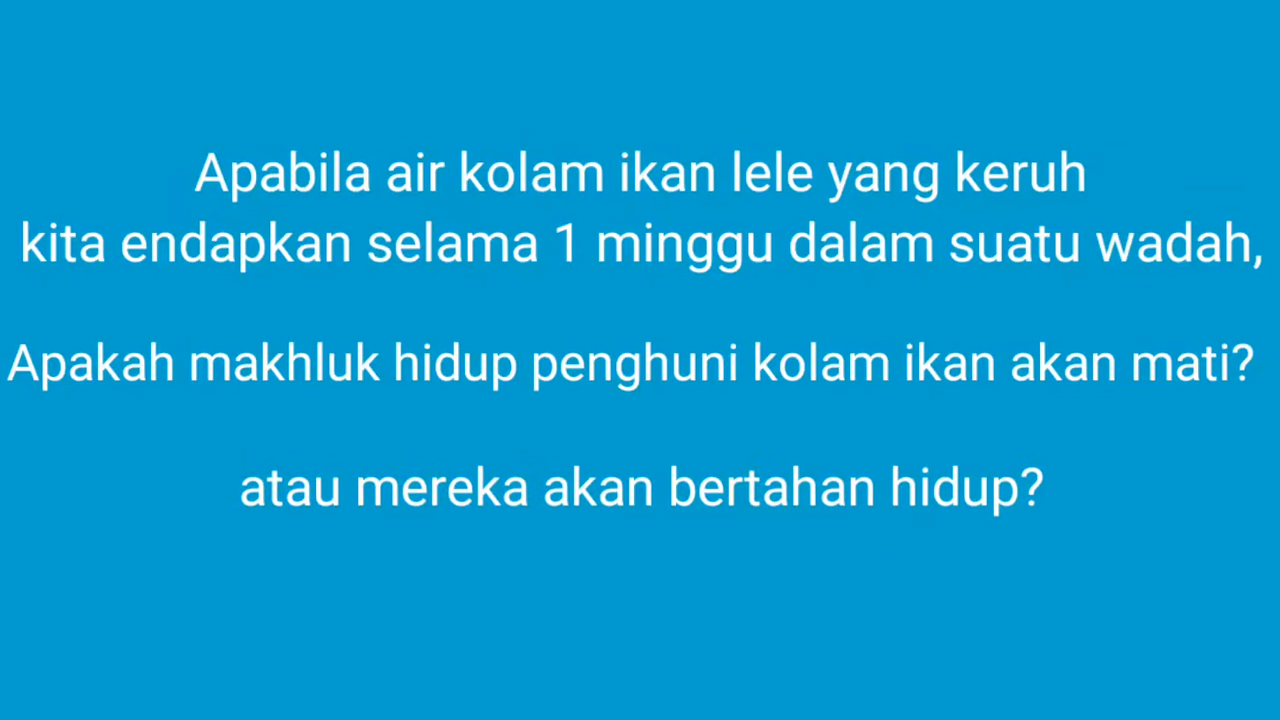 Apabila air kolam ikan lele yang keruh
kita endapkan selama 1 minggu dalam suatu wadah,
Apakah makhluk hidup penghuni kolam ikan akan mati?
atau mereka akan bertahan hidup?